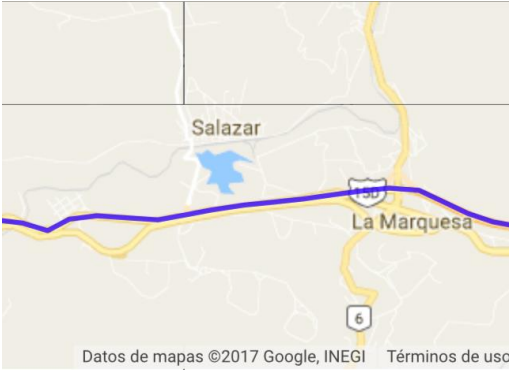 Salazar
15D
La Marquesa
6
Datos de mapas ©2017 Google, INEGI Términos de uso